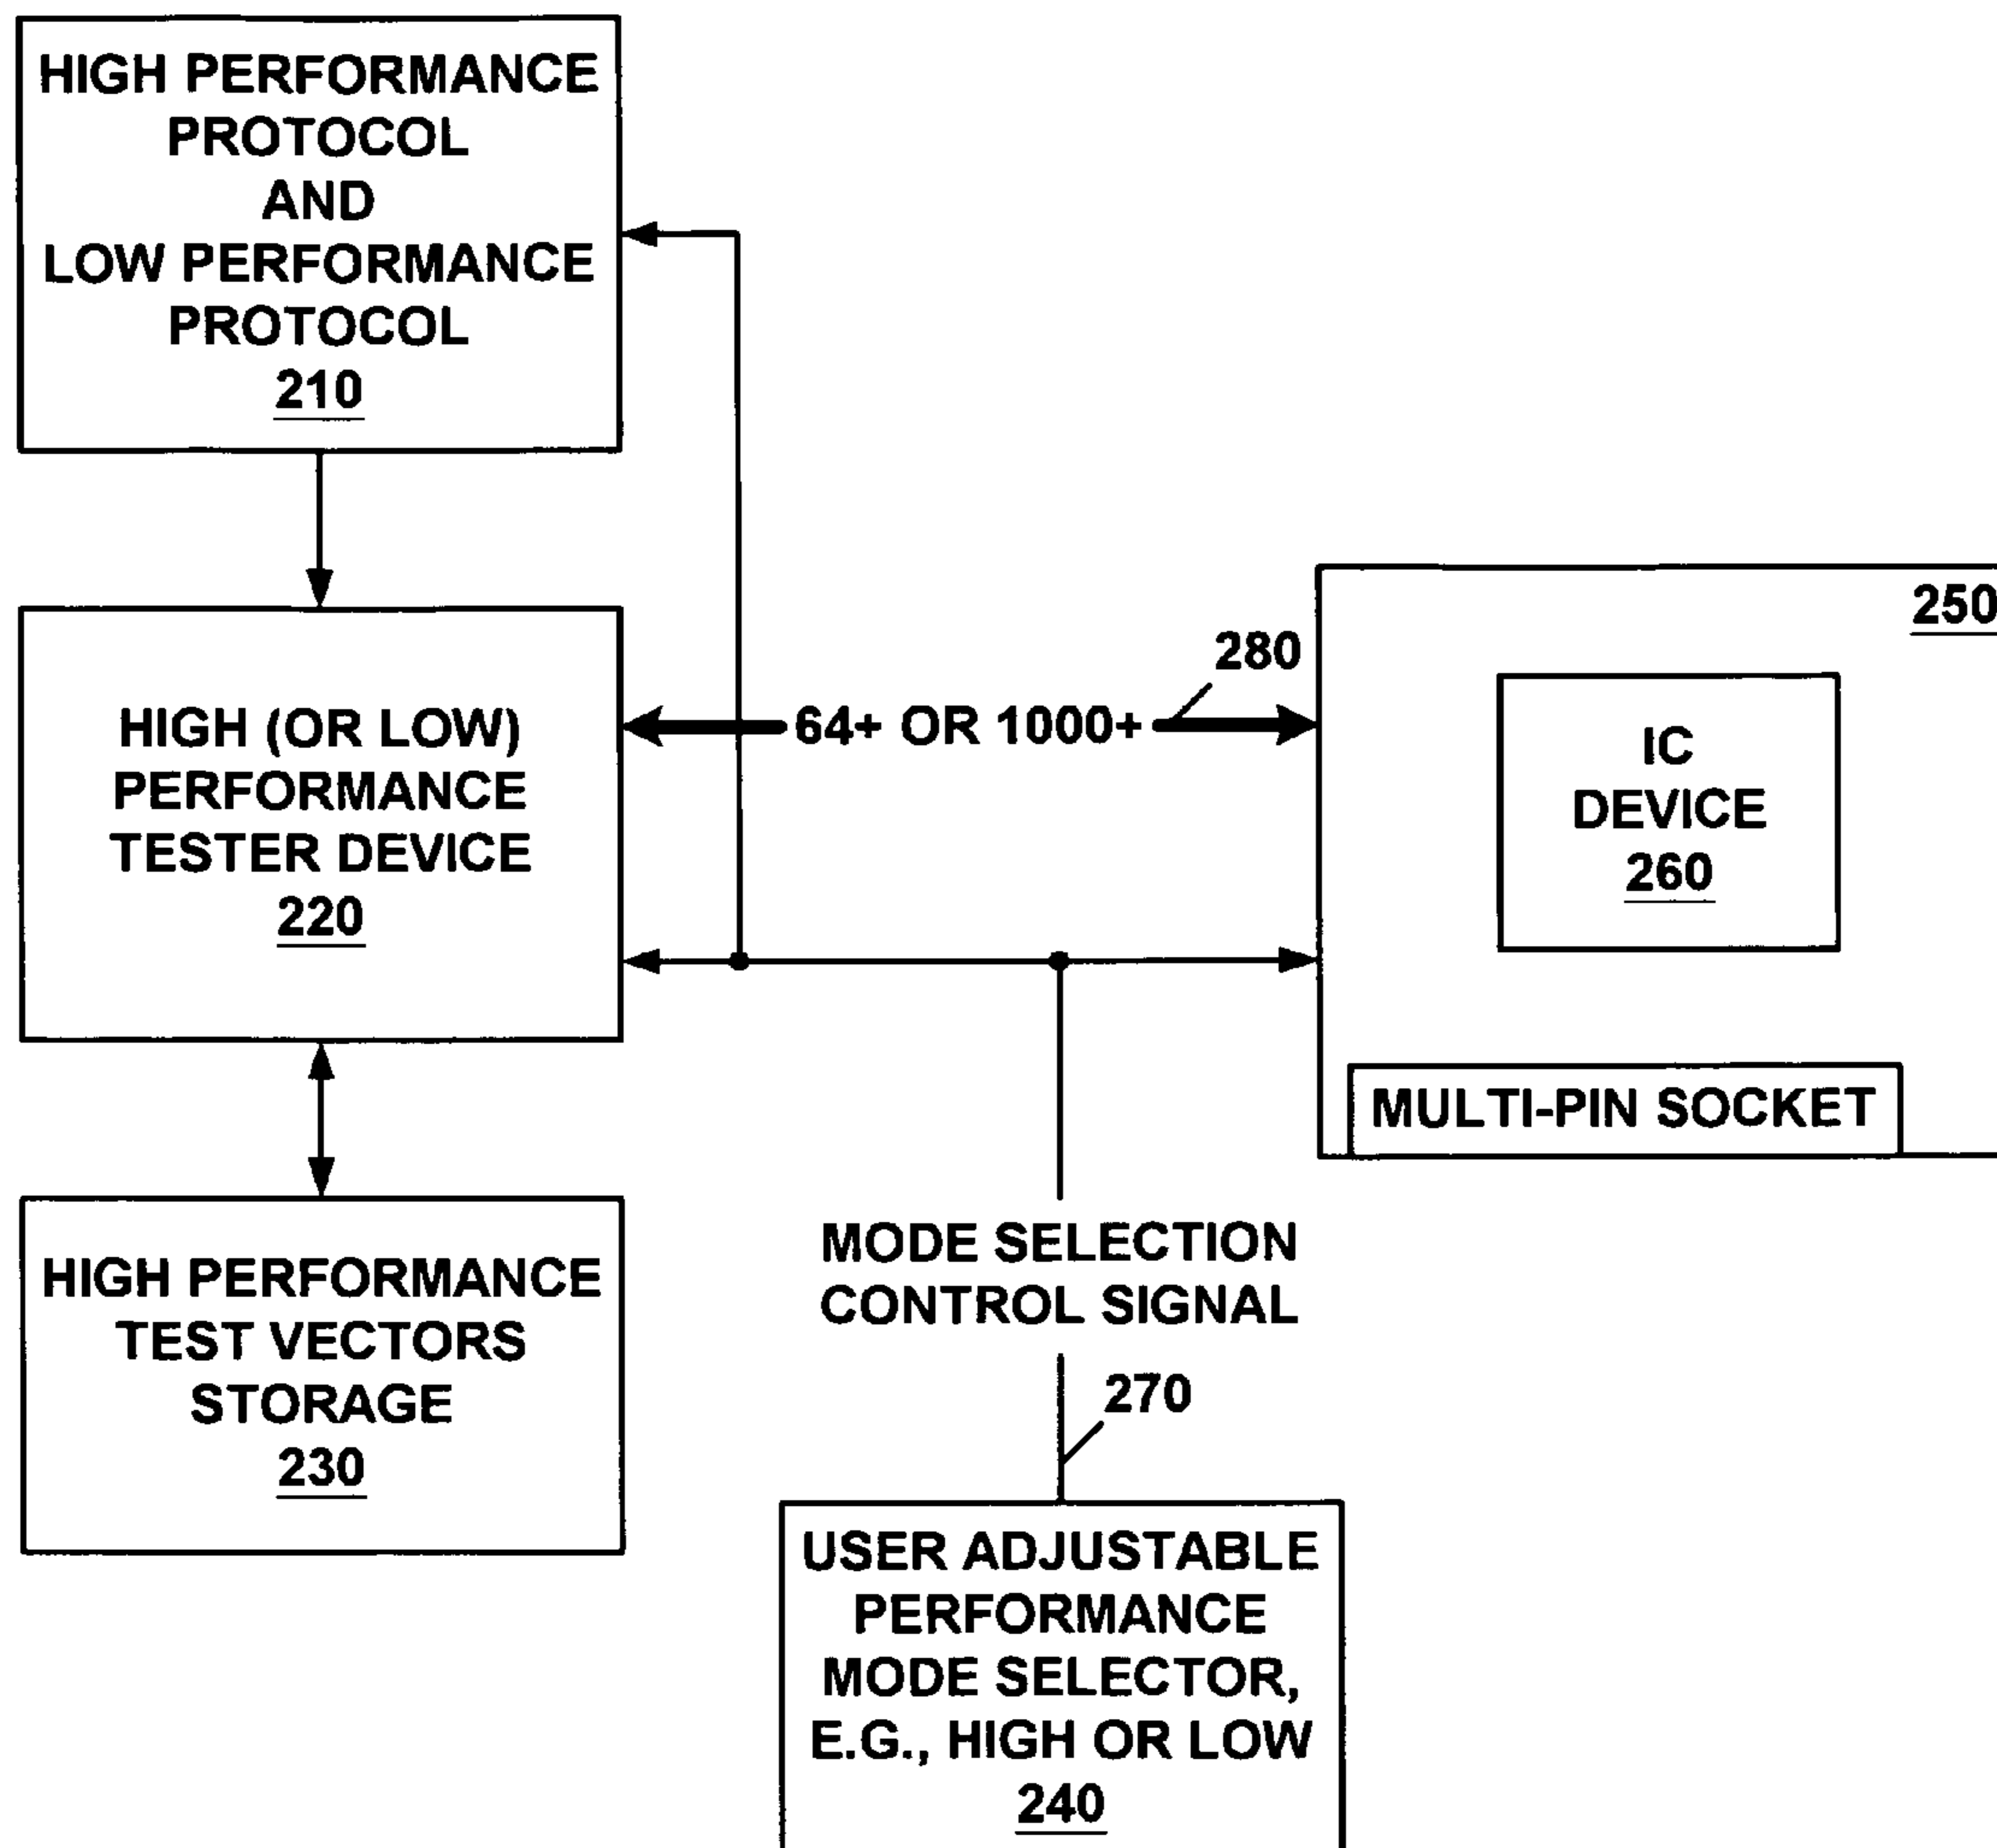 HIGH PERFORMANCE
PROTOCOL
AND
LOW PERFORMANCE
PROTOCOL
210
HIGH (OR LOW)
PERFORMANCE
TESTER DEVICE
220
64+ OR 1000+
280
250
IC
DEVICE
260
MULTI-PIN SOCKET
HIGH PERFORMANCE
TEST VECTORS
STORAGE
230
MODE SELECTION
CONTROL SIGNAL
270
USER ADJUSTABLE
PERFORMANCE
MODE SELECTOR,
E.G., HIGH OR LOW
240